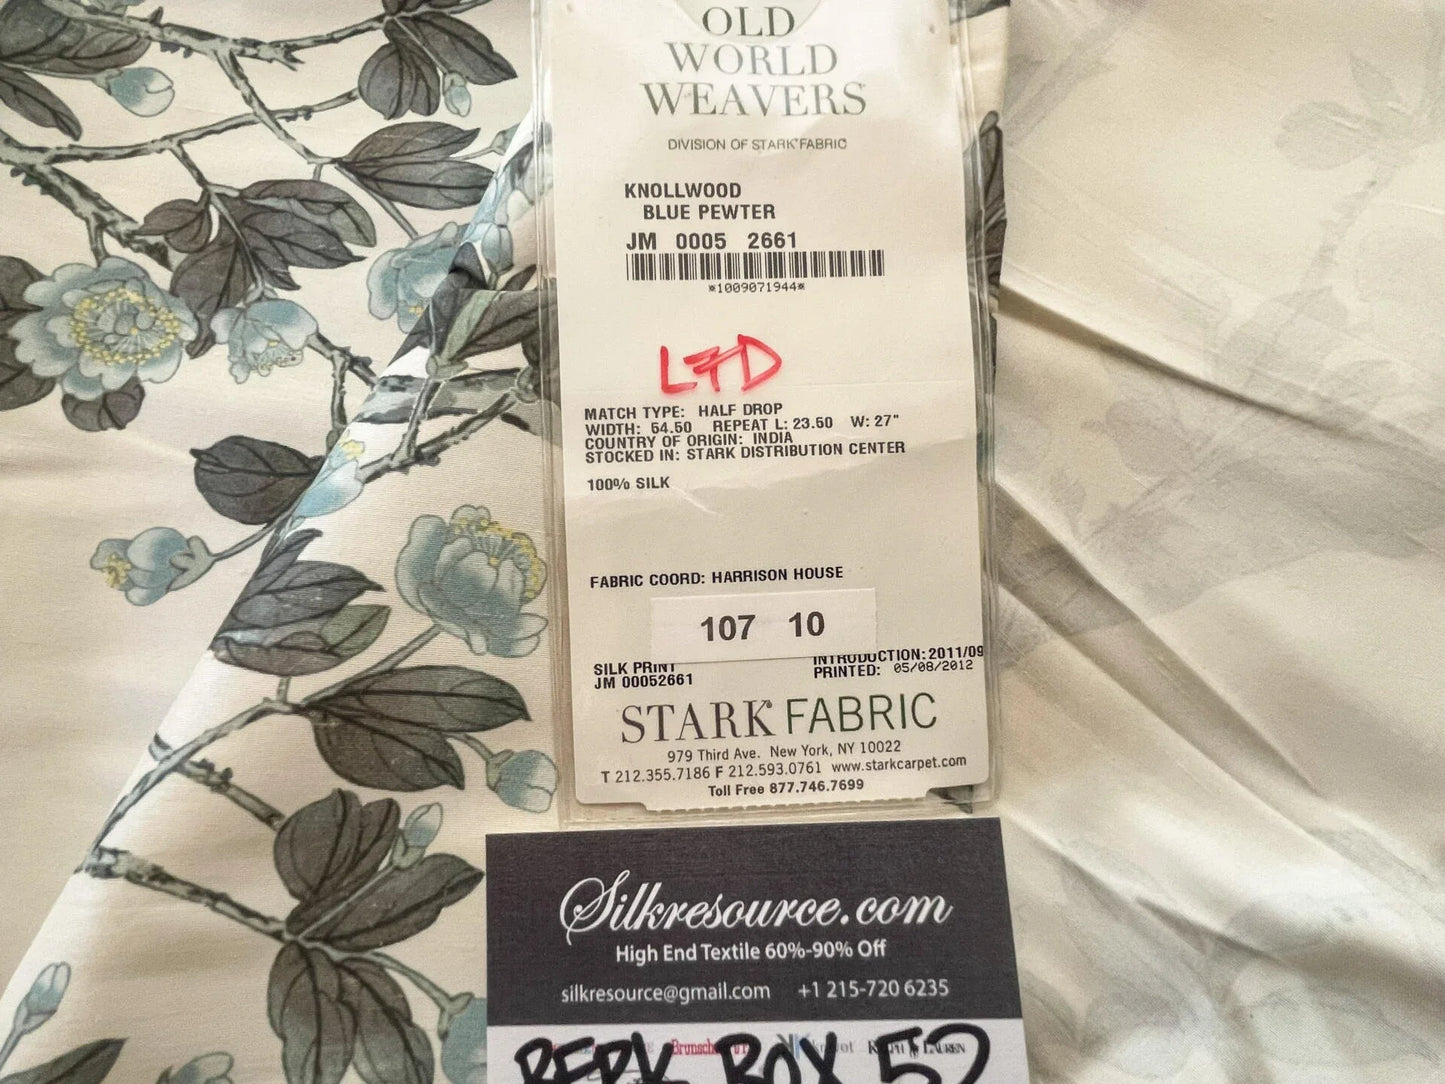 OLD
WORLD
WEAVERS
DIVISION OF STARK FABRIC
KNOLLWOOD
BLUE PEWTER
JM 0005 2661
*1009071944*
MATCH TYPE: HALF DROP
WIDTH: 54.50 REPEAT L: 23.50 W: 27"
COUNTRY OF ORIGIN: INDIA
STOCKED IN: STARK DISTRIBUTION CENTER
100% SILK
FABRIC COORD: HARRISON HOUSE
107 10
SILK PRINT INTRODUCTION: 2011/09
JM 00052661 PRINTED: 05/08/2012
STARK FABRIC
979 Third Ave. New York, NY 10022
T 212.355.7186 F 212.593.0761 www.starkcarpet.com
Toll Free 877.746.7699
Silkresource.com
High End Textile 60%-90% Off
silkresource@gmail.com +1 215-720 6235
BOX 52